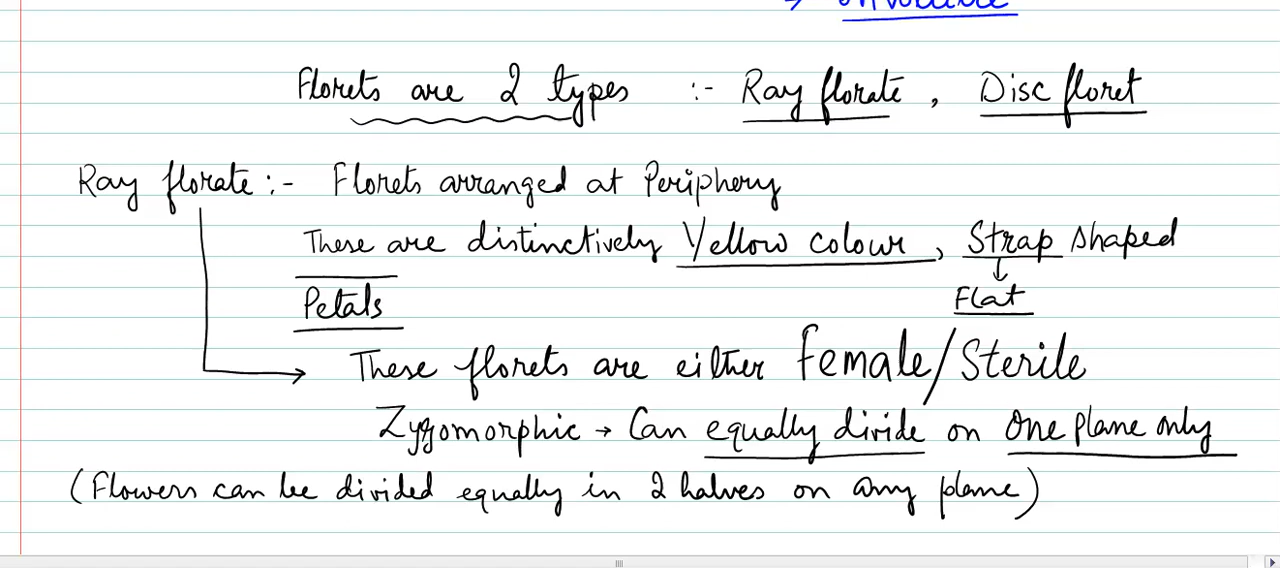 → involucre
Florets are 2 types :- Ray florate, Disc floret
Ray florate :- Florets arranged at Periphery
These are distinctively Yellow colour, Strap shaped
Petals
↓
Flat
These florets are either Female/Sterile
Zygomorphic → Can equally divide on One plane only
(Flowers can be divided equally in 2 halves on any plane)